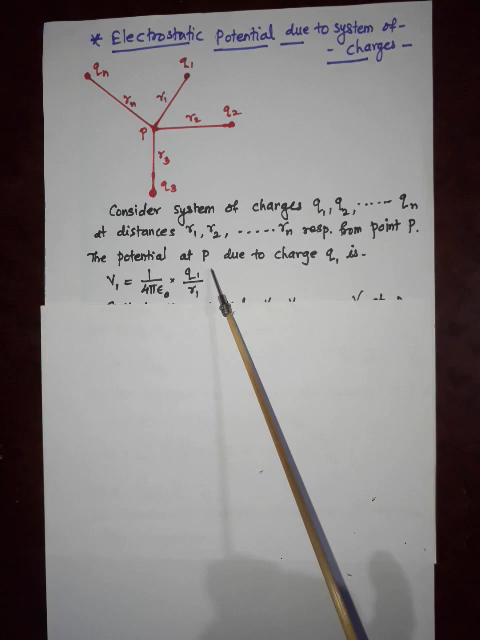 * Electrostatic Potential due to system of -
- Charges -
qn
q1
rn
r1
r2
q2
P
r3
q3
Consider system of charges q1, q2, ...... qn
at distances r1, r2, ...... rn resp. from point P.
The potential at P due to charge q1 is -
V1 = 1/4πε0 × q1/r1